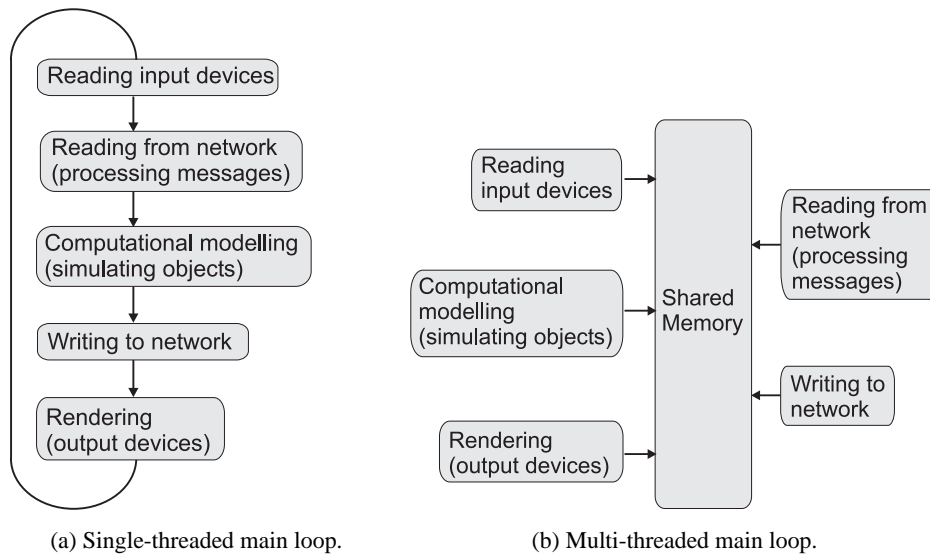 Reading input devices
Reading from network
(processing messages)
Computational modelling
(simulating objects)
Writing to network
Rendering
(output devices)
(a) Single-threaded main loop.
Reading
input devices
Computational
modelling
(simulating objects)
Rendering
(output devices)
Shared
Memory
Reading from
network
(processing
messages)
Writing to
network
(b) Multi-threaded main loop.